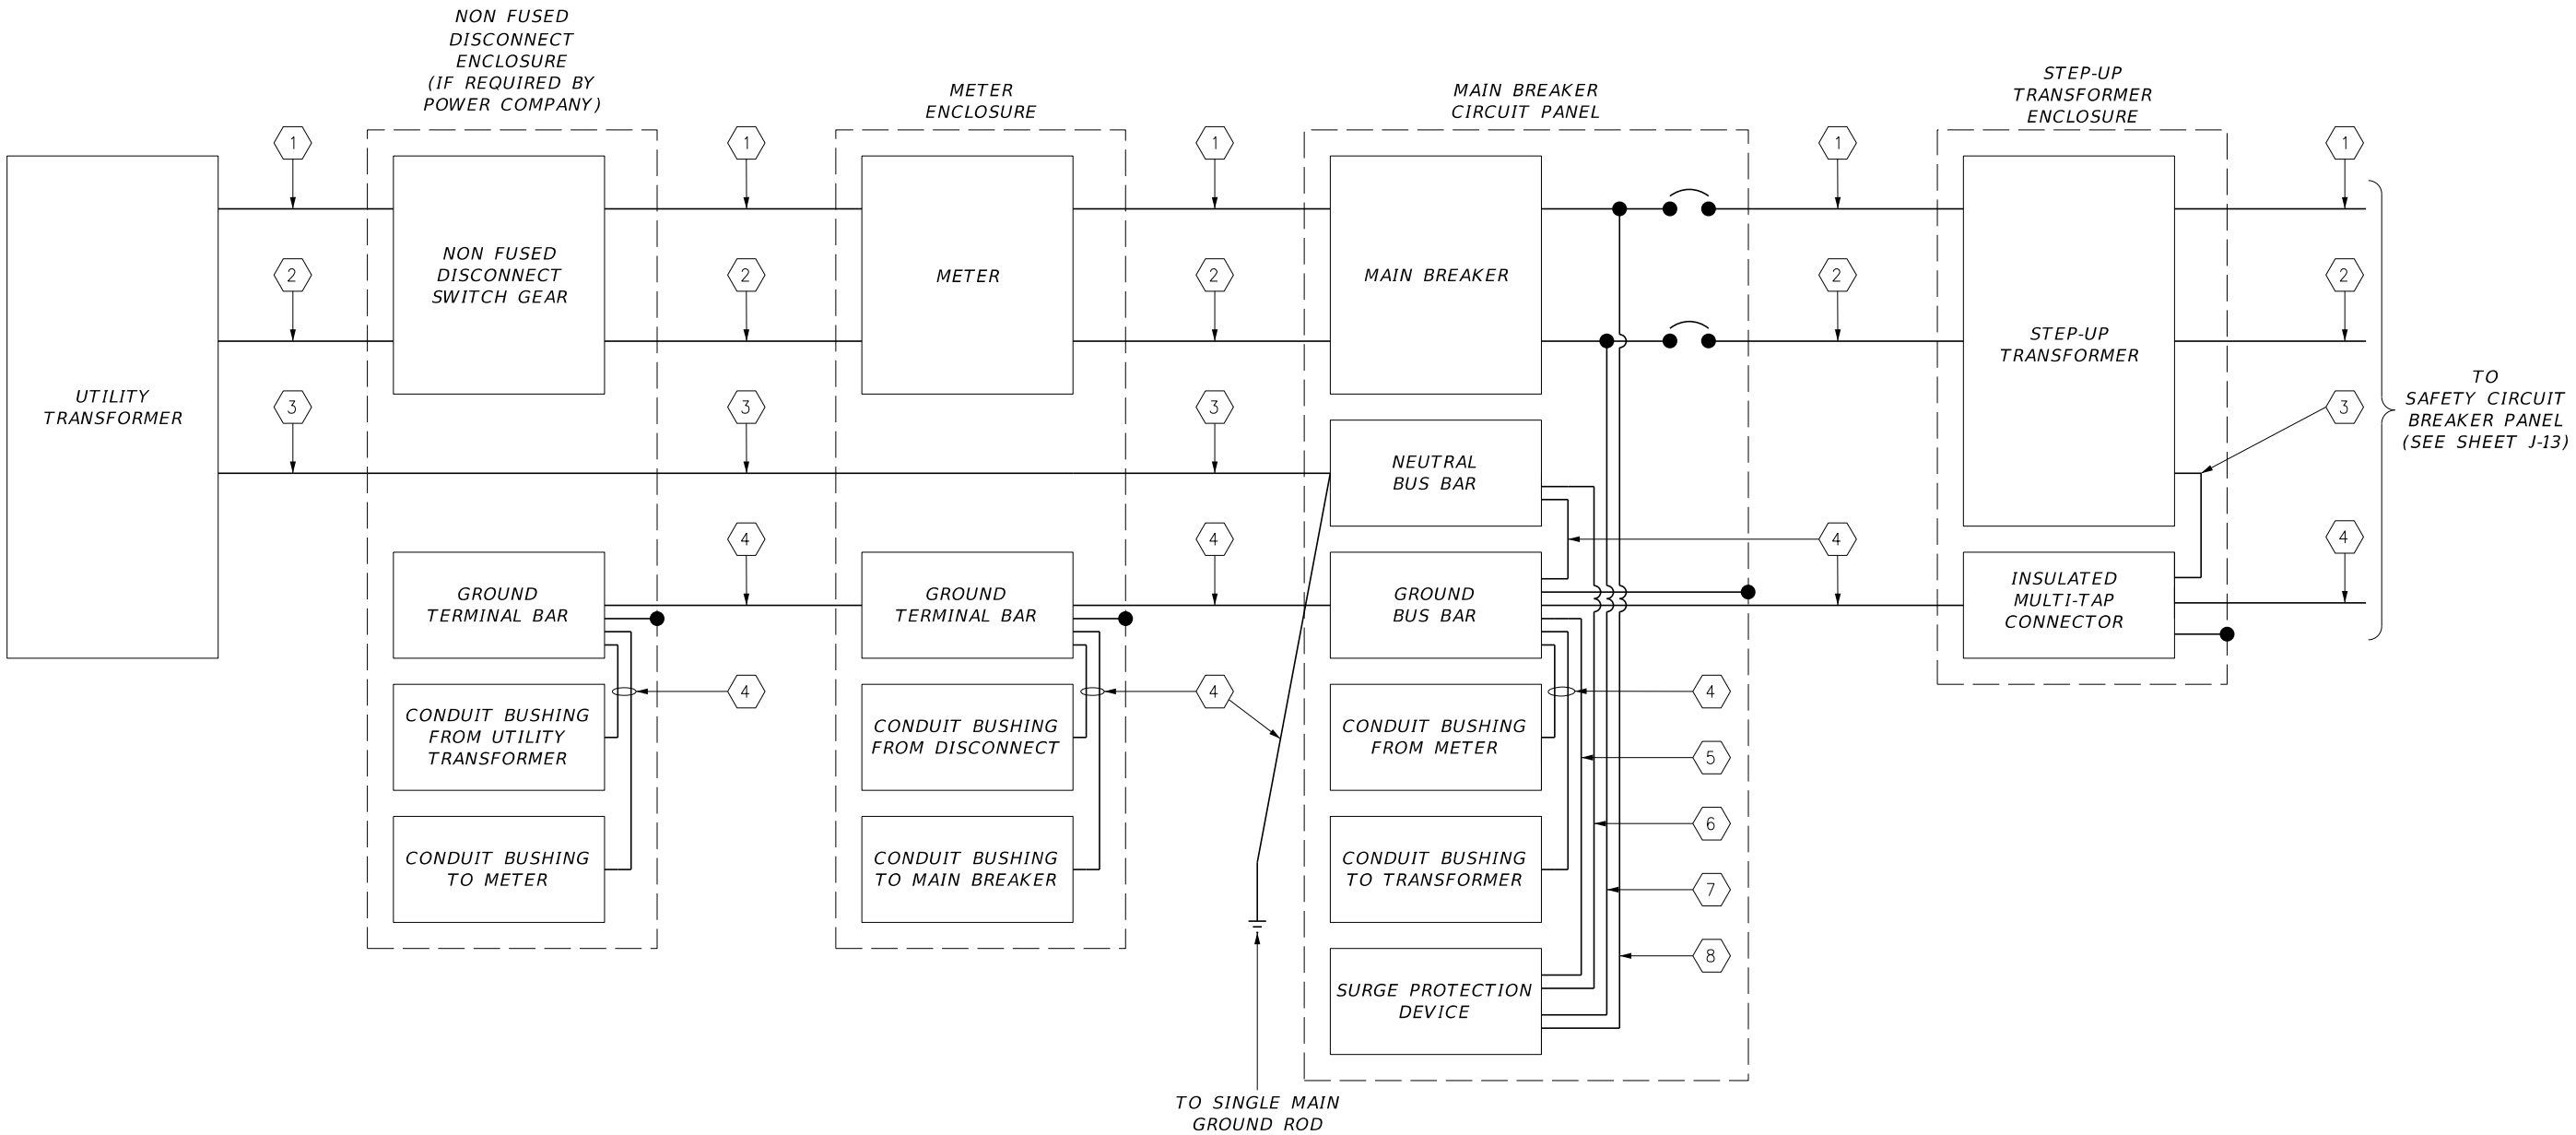 NON FUSED
DISCONNECT
ENCLOSURE
(IF REQUIRED BY
POWER COMPANY)
METER
ENCLOSURE
MAIN BREAKER
CIRCUIT PANEL
STEP-UP
TRANSFORMER
ENCLOSURE
1
1
1
1
1
UTILITY
TRANSFORMER
NON FUSED
DISCONNECT
SWITCH GEAR
METER
MAIN BREAKER
STEP-UP
TRANSFORMER
2
2
2
2
2
3
3
3
3
TO
SAFETY CIRCUIT
BREAKER PANEL
(SEE SHEET J-13)
NEUTRAL
BUS BAR
4
4
4
4
GROUND
TERMINAL BAR
GROUND
TERMINAL BAR
GROUND
BUS BAR
INSULATED
MULTI-TAP
CONNECTOR
4
4
4
CONDUIT BUSHING
FROM UTILITY
TRANSFORMER
CONDUIT BUSHING
FROM DISCONNECT
CONDUIT BUSHING
FROM METER
5
6
CONDUIT BUSHING
TO METER
CONDUIT BUSHING
TO MAIN BREAKER
CONDUIT BUSHING
TO TRANSFORMER
7
8
SURGE PROTECTION
DEVICE
TO SINGLE MAIN
GROUND ROD